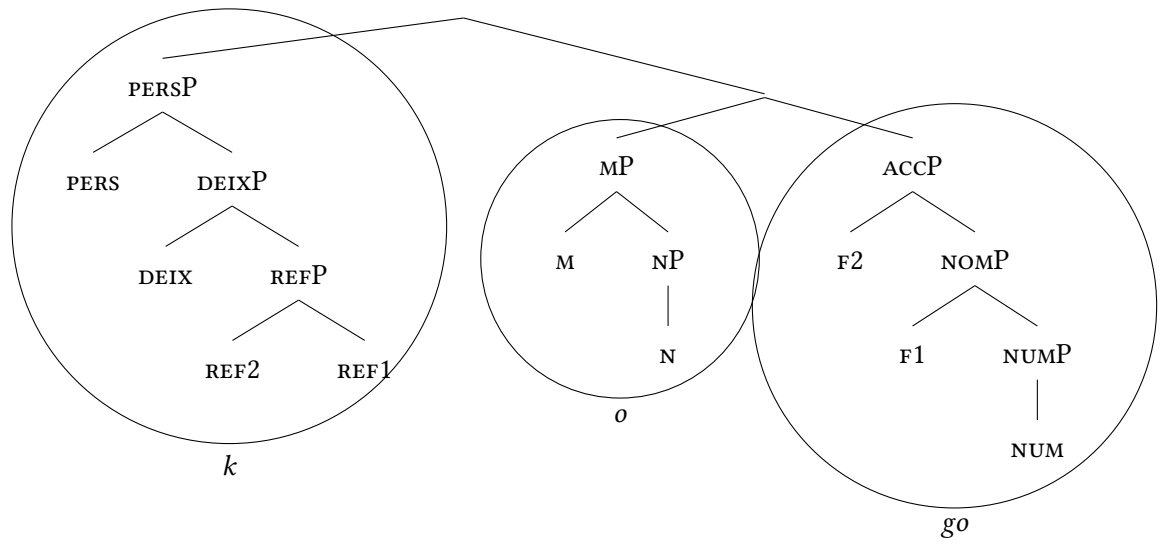 PERSP
PERS DEIXP MP ACCP
DEIX REFP M NP F2 NOMP
REF2 REF1 N F1 NUMP
o
k NUM
go